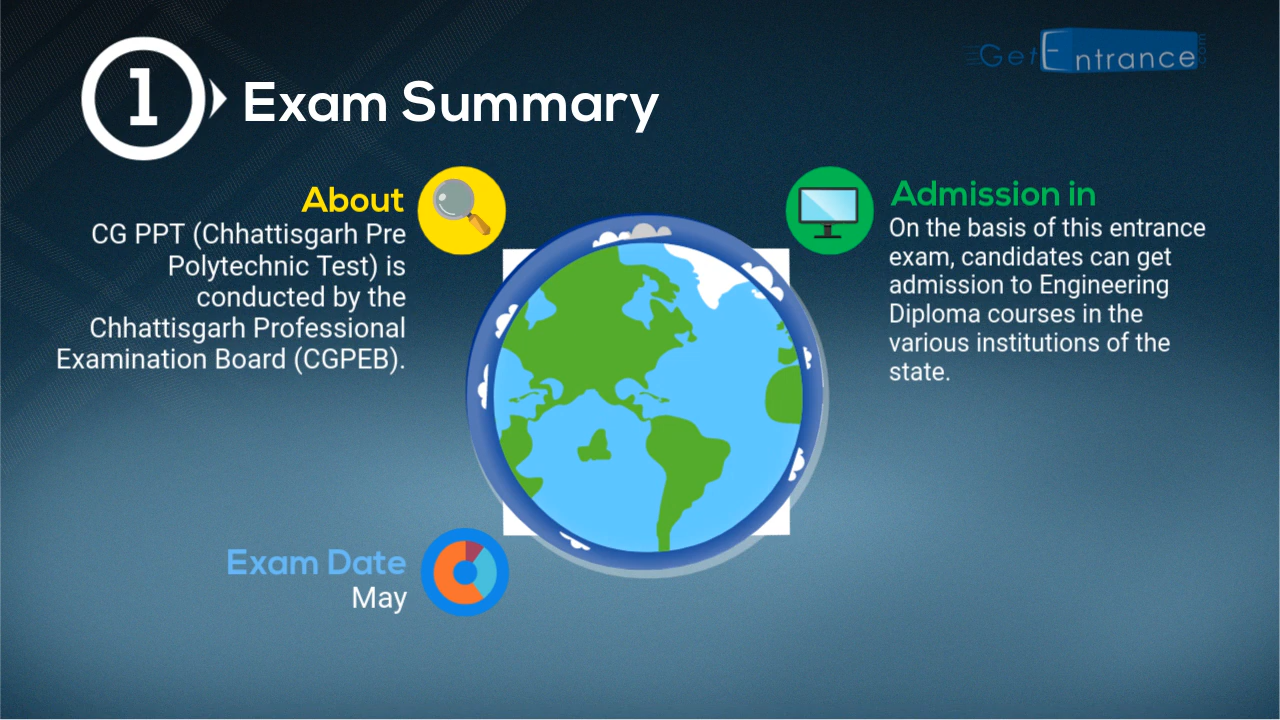 1
Exam Summary
GetEntrance.com
About
CG PPT (Chhattisgarh Pre
Polytechnic Test) is
conducted by the
Chhattisgarh Professional
Examination Board (CGPEB).
Admission in
On the basis of this entrance
exam, candidates can get
admission to Engineering
Diploma courses in the
various institutions of the
state.
Exam Date
May